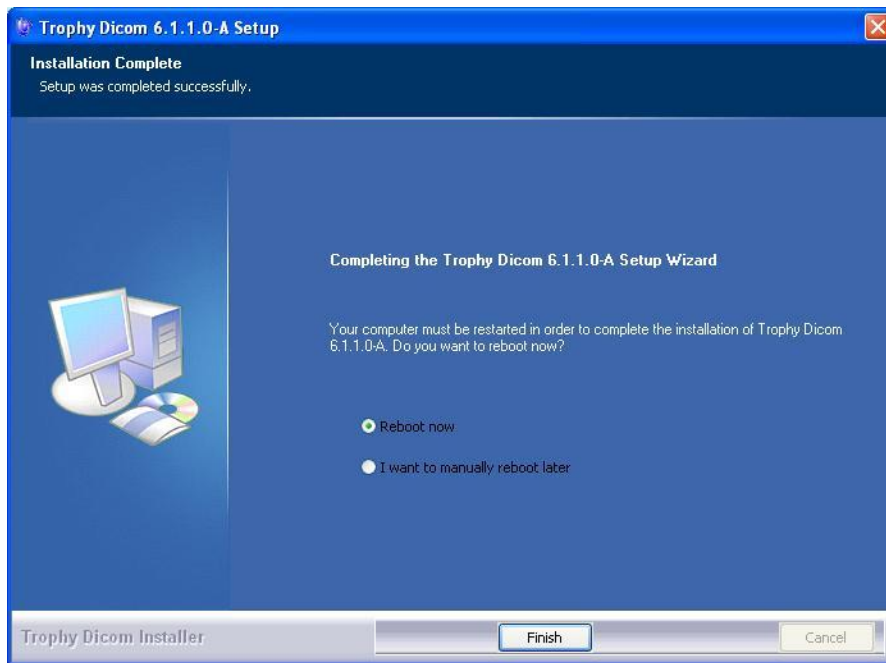 Trophy Dicom 6.1.1.0-A Setup
Installation Complete
Setup was completed successfully.
Completing the Trophy Dicom 6.1.1.0-A Setup Wizard
Your computer must be restarted in order to complete the installation of Trophy Dicom
6.1.1.0-A. Do you want to reboot now?
Reboot now
I want to manually reboot later
Trophy Dicom Installer
Finish
Cancel